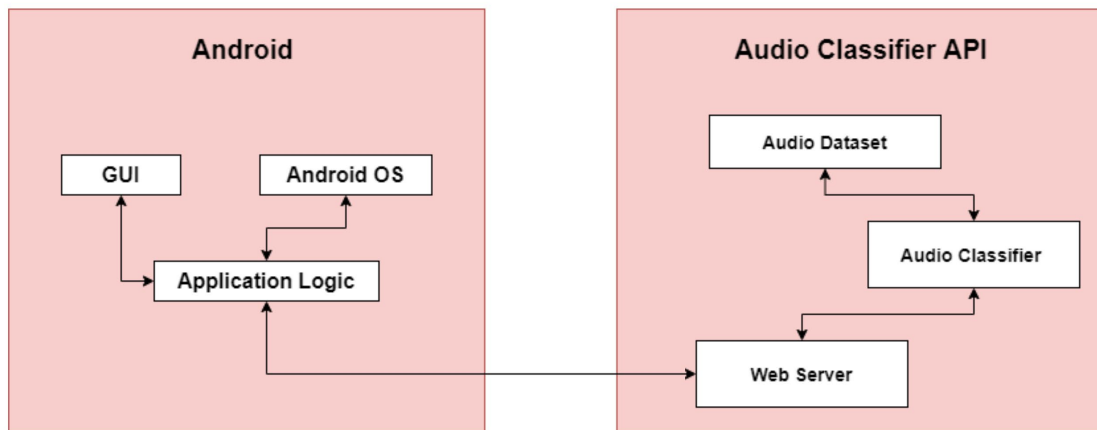 Android
GUI
Android OS
Application Logic
Audio Classifier API
Audio Dataset
Audio Classifier
Web Server